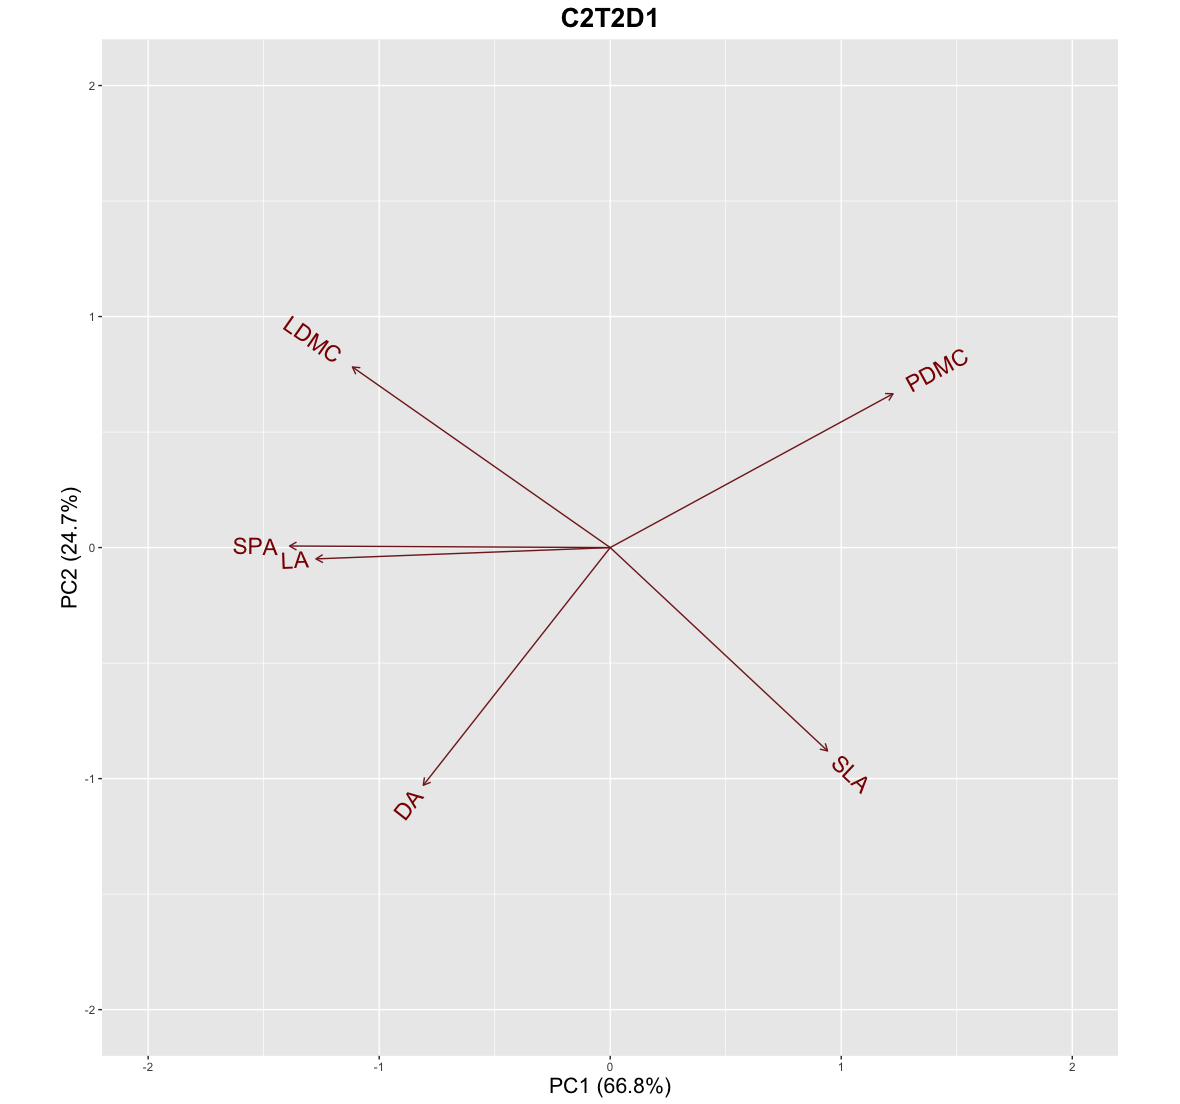 C2T2D1
2
1
0
-1
-2
PC2 (24.7%)
LDMC
PDMC
SPA
LA
DA
SLA
-2
-1
0
1
2
PC1 (66.8%)